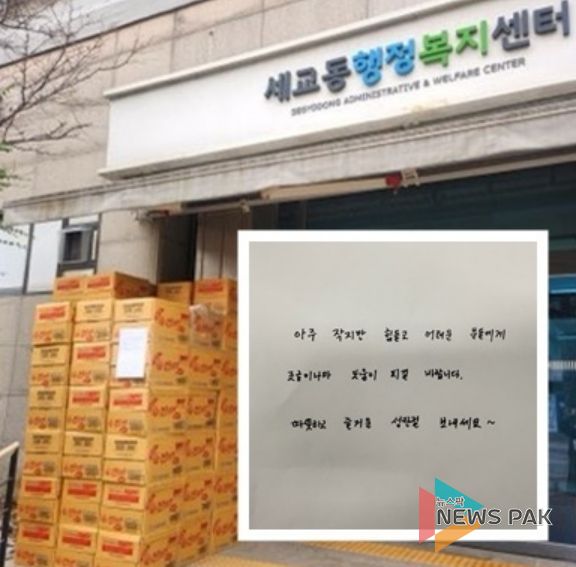 세교동행정복지센터
SEGYODONG ADMINISTRATIVE & WELFARE CENTER
아주 작지만 힘들고 어려운 분들에게
조금이나마 보탬이 되길 바랍니다.
따뜻하고 즐거운 성탄절 보내세요~
뉴스팍
NEWS PAK